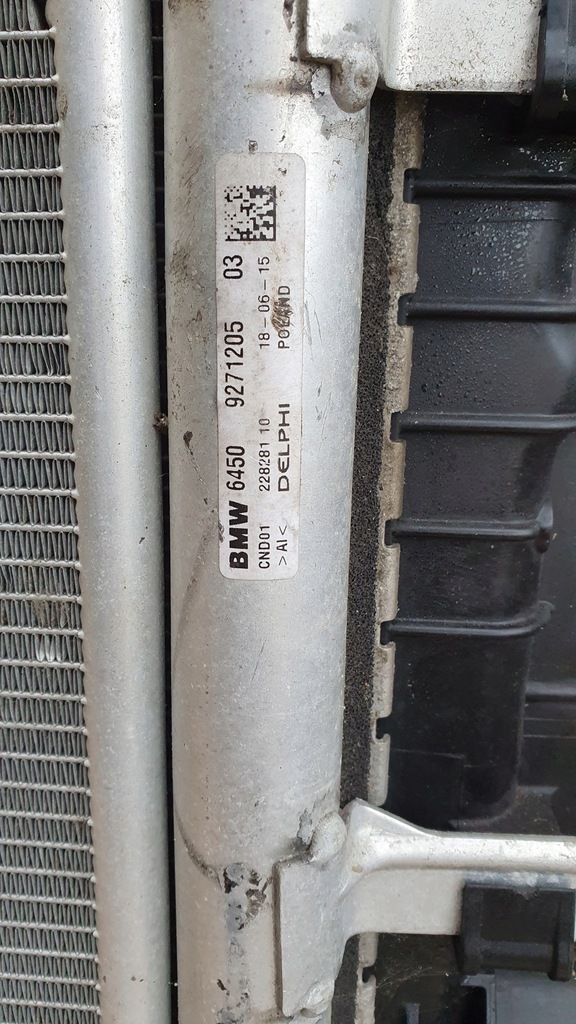 BMW 6450 9271205 03
CND01 228281 10 18-06-15
>Al< DELPHI POLAND